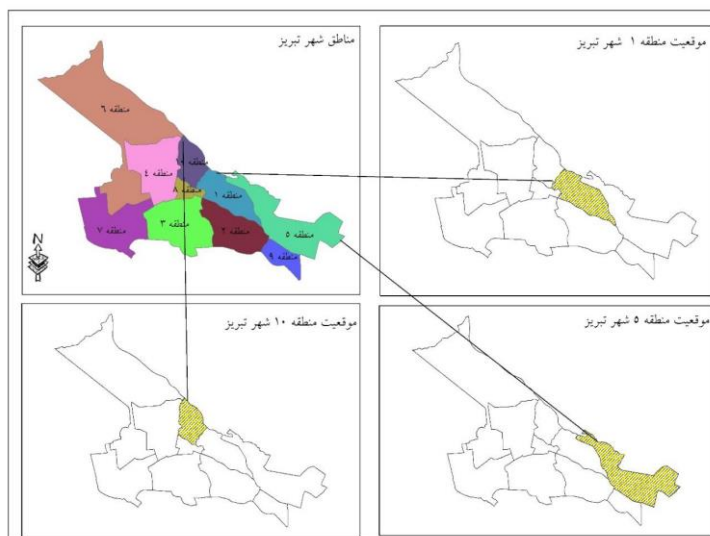 موقعیت منطقه ۱ شهر تبریز
مناطق شهر تبریز
منطقه ۶
منطقه ۱۰
منطقه ۴
منطقه ۸
منطقه ۱
منطقه ۷
منطقه ۳
منطقه ۲
منطقه ۵
منطقه ۹
N
موقعیت منطقه ۵ شهر تبریز
موقعیت منطقه ۱۰ شهر تبریز